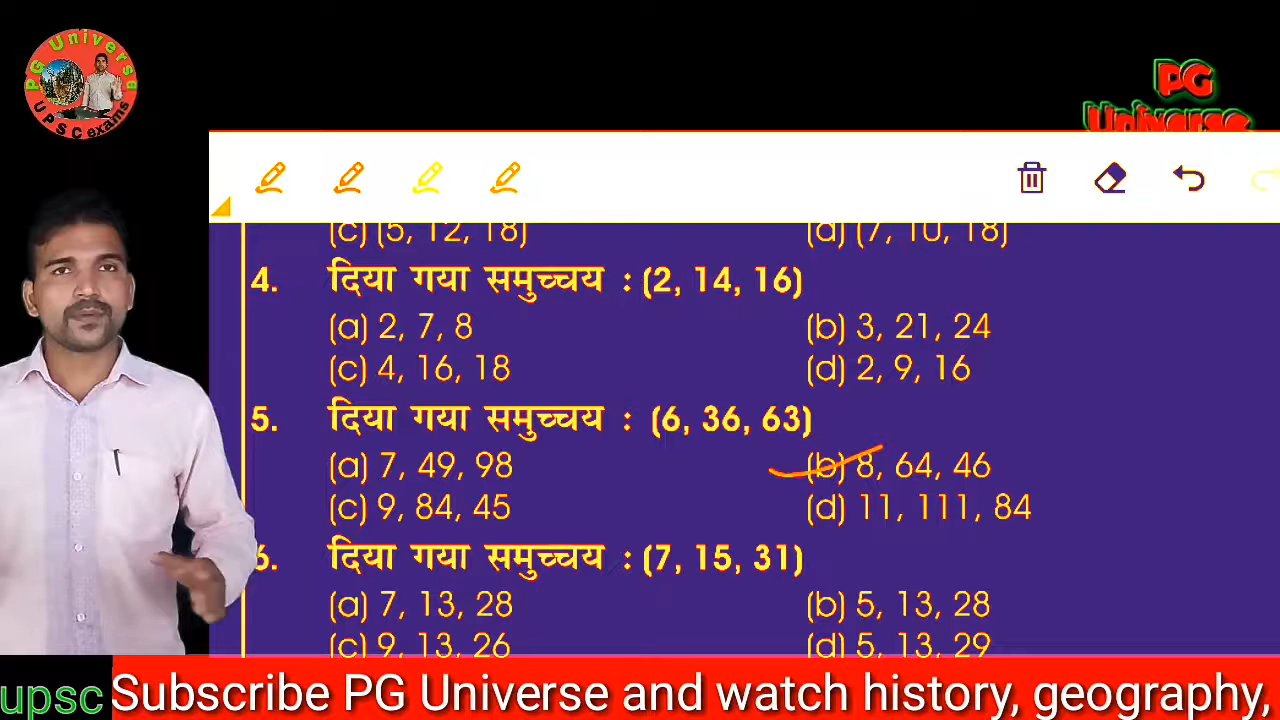 PG Universe
UPSC exams
PG
Universe
(c) (5, 12, 18) (d) (7, 10, 18)
4. दिया गया समुच्चय : (2, 14, 16)
(a) 2, 7, 8 (b) 3, 21, 24
(c) 4, 16, 18 (d) 2, 9, 16
5. दिया गया समुच्चय : (6, 36, 63)
(a) 7, 49, 98 (b) 8, 64, 46
(c) 9, 84, 45 (d) 11, 111, 84
6. दिया गया समुच्चय : (7, 15, 31)
(a) 7, 13, 28 (b) 5, 13, 28
(c) 9, 13, 26 (d) 5, 13, 29
upsc Subscribe PG Universe and watch history, geography,